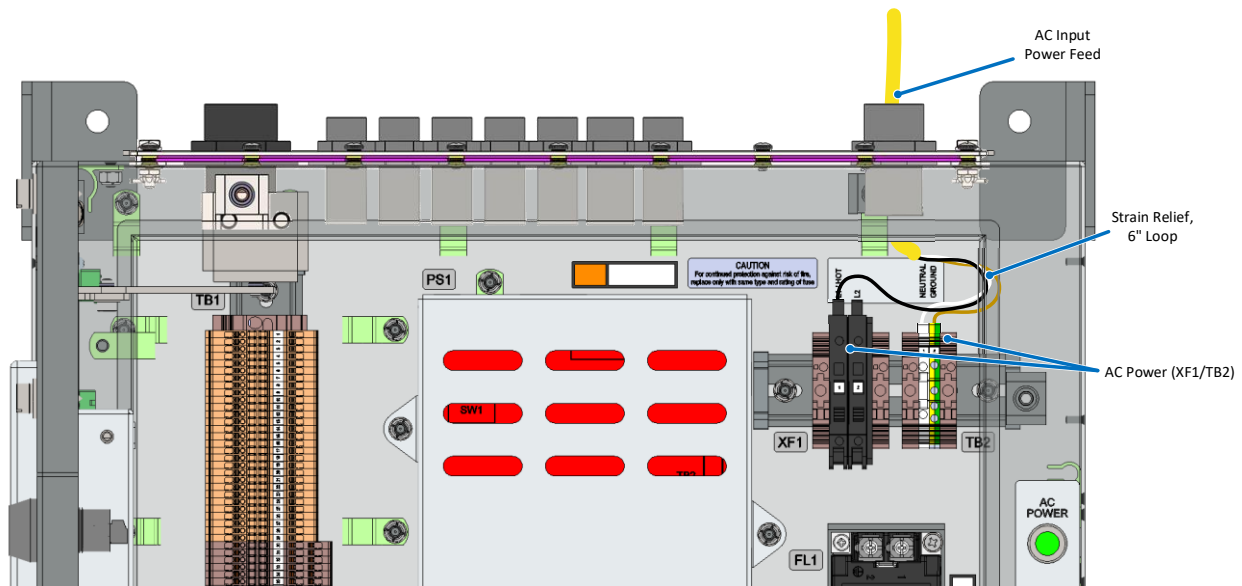 AC Input
Power Feed
Strain Relief,
6" Loop
PS1
CAUTION
For continued protection against risk of fire,
replace only with same type and rating of fuse
L2
NEUTRAL
GROUND
TB1
AC Power (XF1/TB2)
SW1
XF1
TB2
AC
POWER
FL1